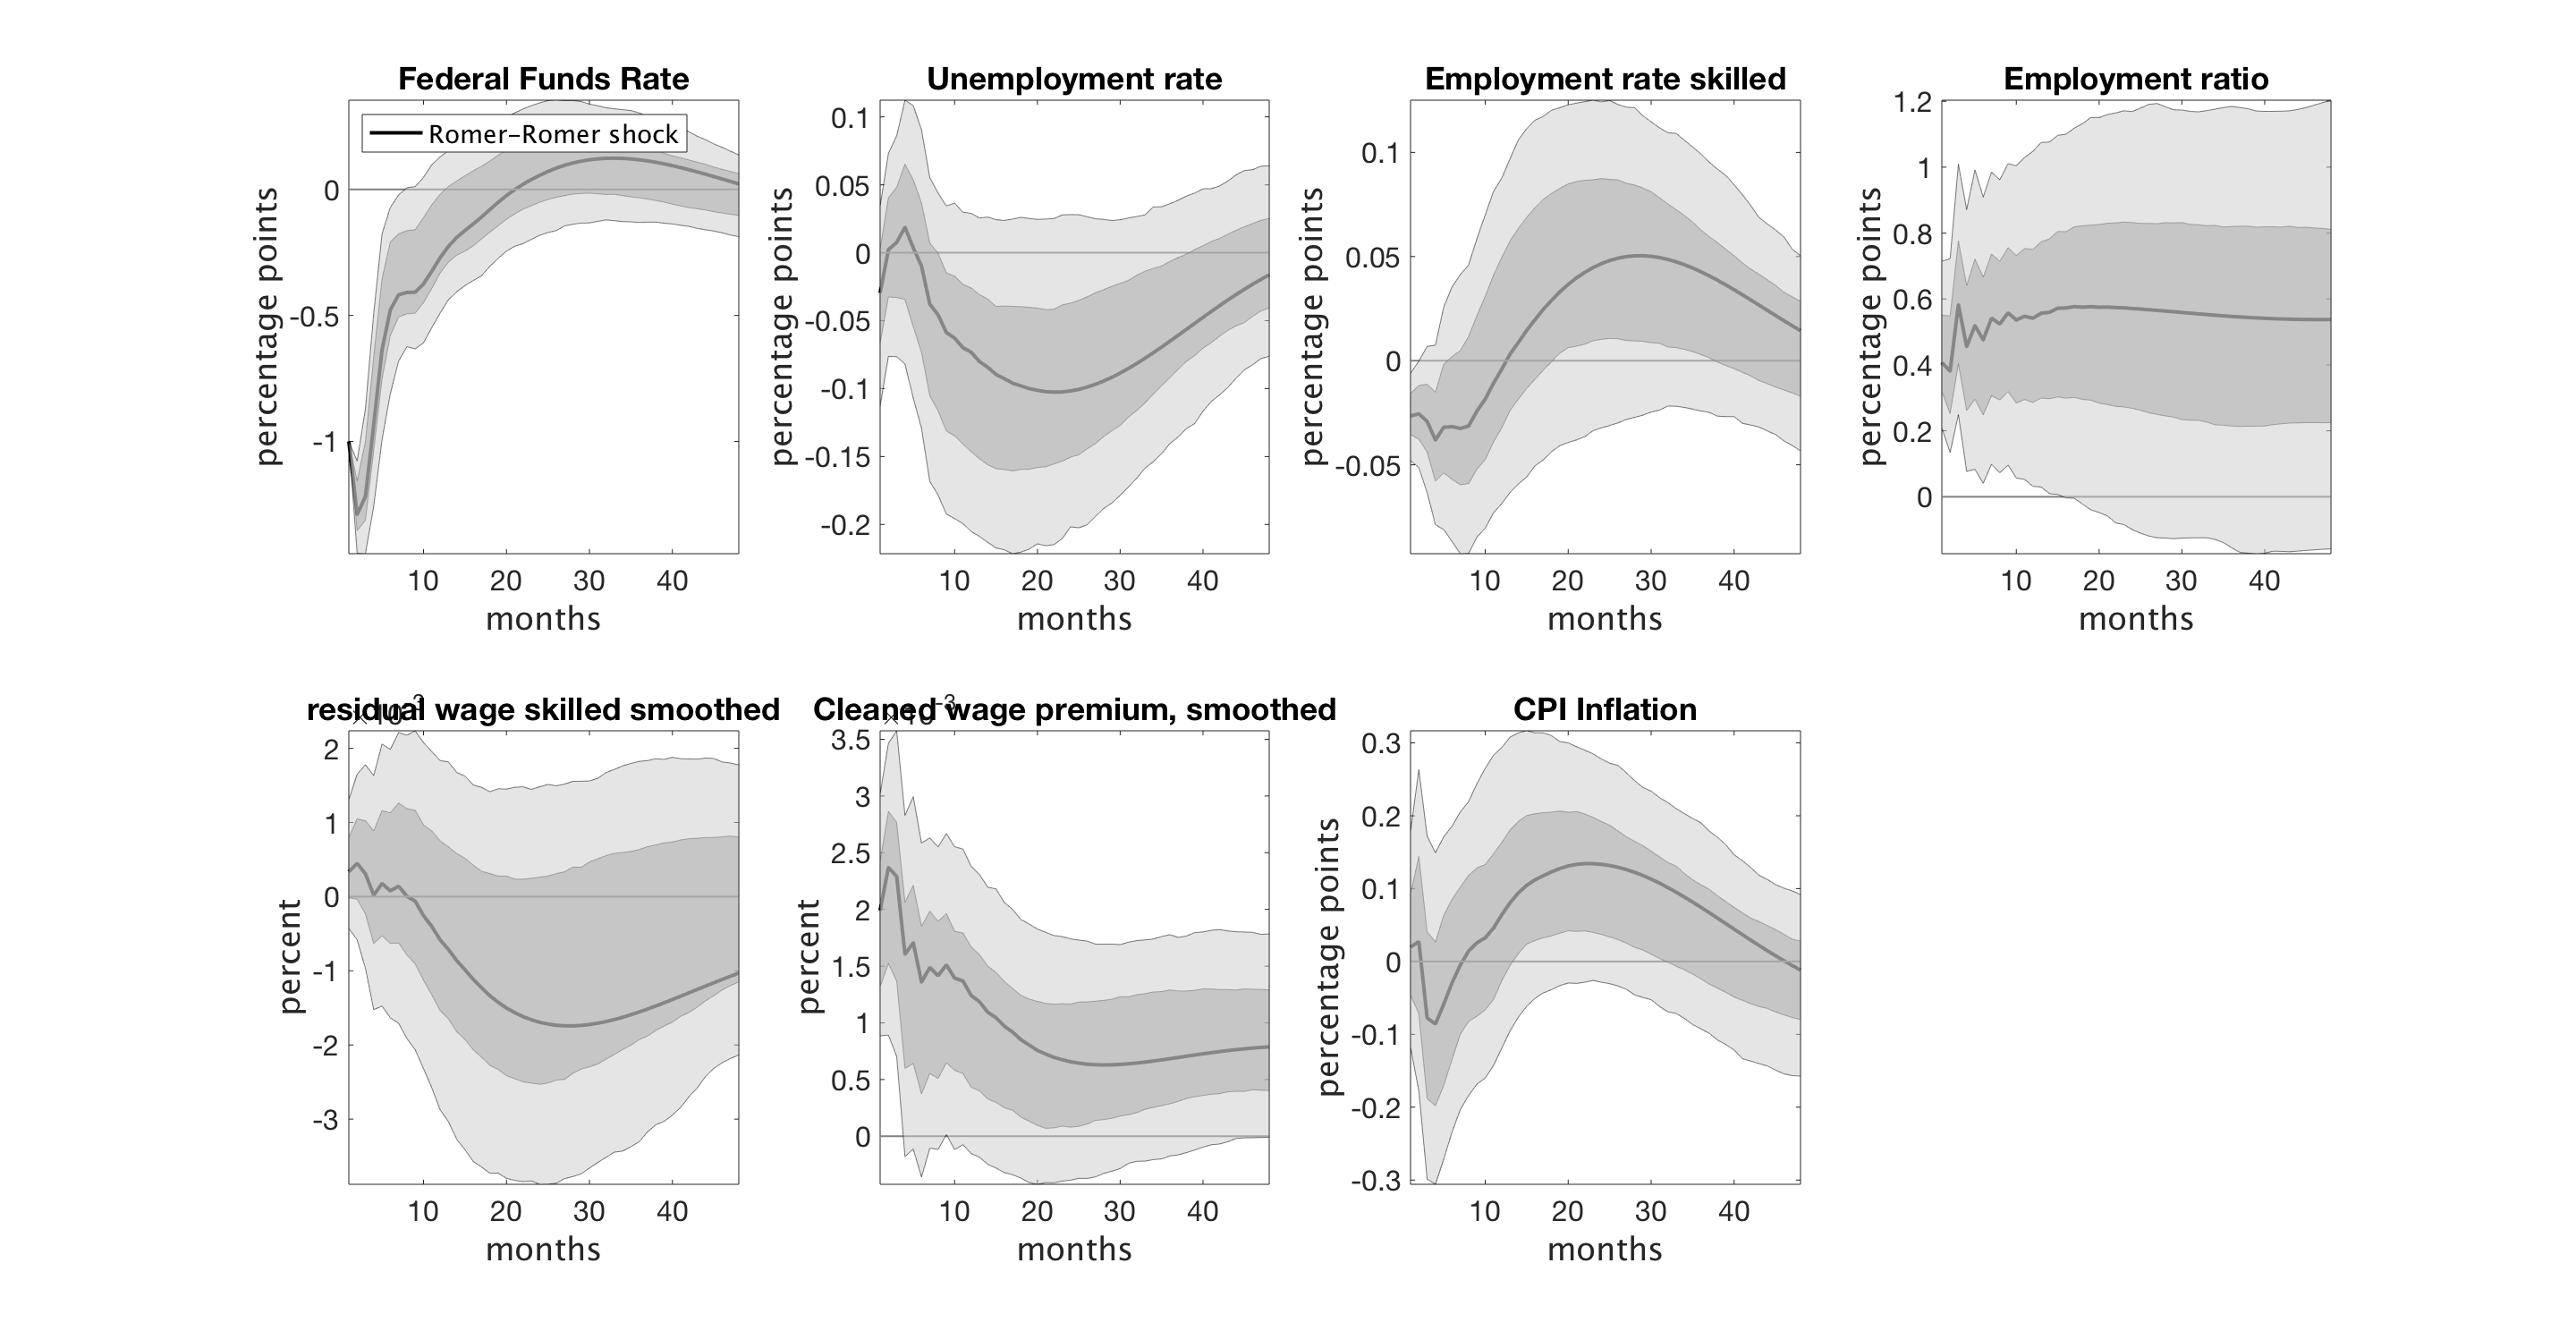 Federal Funds Rate
Romer-Romer shock
percentage points
0
-0.5
-1
10 20 30 40
months
Unemployment rate
percentage points
0.1
0.05
0
-0.05
-0.1
-0.15
-0.2
10 20 30 40
months
Employment rate skilled
percentage points
0.1
0.05
0
-0.05
10 20 30 40
months
Employment ratio
percentage points
1.2
1
0.8
0.6
0.4
0.2
0
10 20 30 40
months
residual wage skilled smoothed
×10-3
percent
2
1
0
-1
-2
-3
10 20 30 40
months
Cleaned wage premium, smoothed
×10-3
percent
3.5
3
2.5
2
1.5
1
0.5
0
10 20 30 40
months
CPI Inflation
percentage points
0.3
0.2
0.1
0
-0.1
-0.2
-0.3
10 20 30 40
months